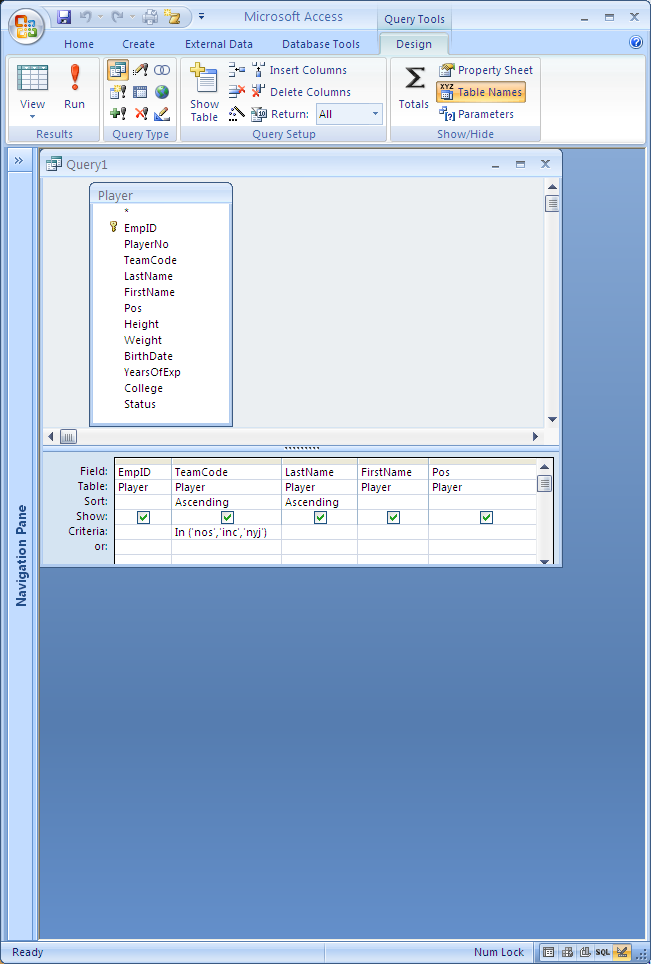 Microsoft Access
Query Tools
Home Create External Data Database Tools Design
View
Run
Results
Query Type
Show
Table
Insert Columns
Delete Columns
Return: All
Query Setup
Σ
Totals
Property Sheet
XYZ
Table Names
Parameters
Show/Hide
Query1
Navigation Pane
Player
*
EmpID
PlayerNo
TeamCode
LastName
FirstName
Pos
Height
Weight
BirthDate
YearsOfExp
College
Status
Field: EmpID TeamCode LastName FirstName Pos
Table: Player Player Player Player Player
Sort: Ascending Ascending
Show:
Criteria: In ('nos','inc','nyj')
or:
Ready
Num Lock
SQL